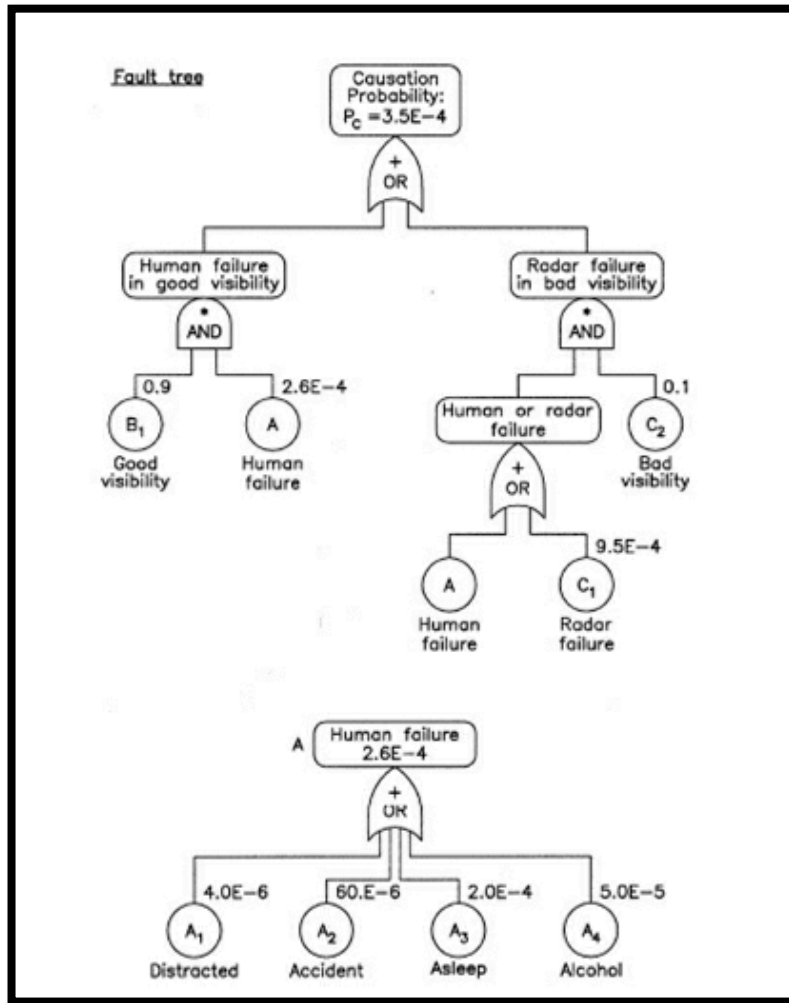 Fault tree
Causation
Probability:
P_C =3.5E-4
+
OR
Human failure
in good visibility
Radar failure
in bad visibility
*
AND
*
AND
0.9
2.6E-4
0.1
B₁
A
Human or radar
failure
C₂
Good
visibility
Human
failure
Bad
visibility
+
OR
9.5E-4
A
C₁
Human
failure
Radar
failure
A
Human failure
2.6E-4
+
OR
4.0E-6
60.E-6
2.0E-4
5.0E-5
A₁
A₂
A₃
A₄
Distracted
Accident
Asleep
Alcohol